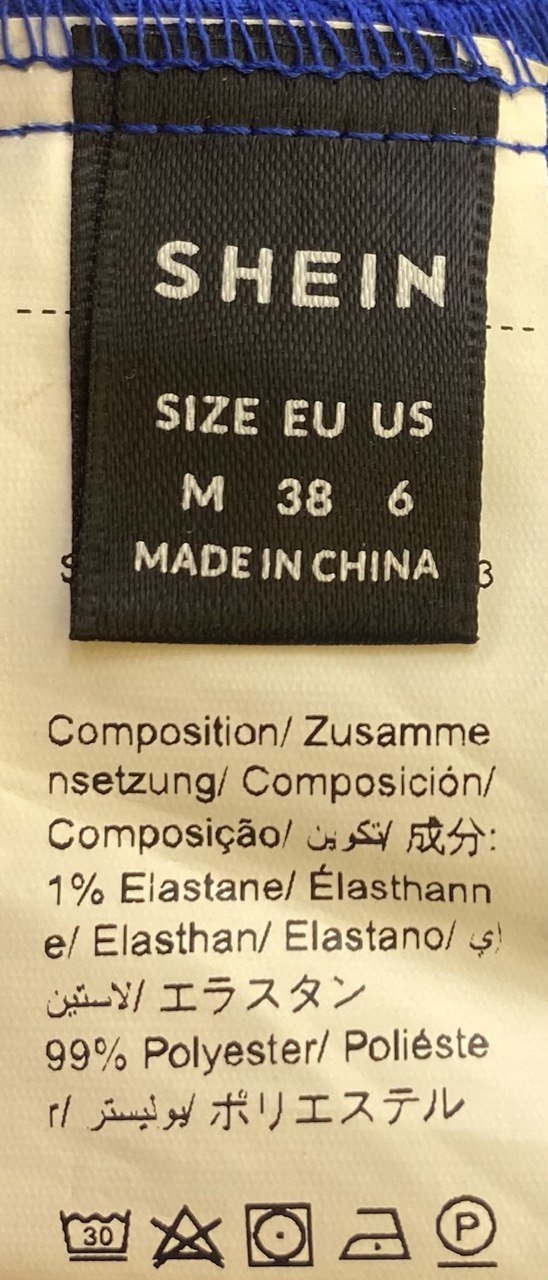 SHEIN
SIZE EU US
M 38 6
MADE IN CHINA
Composition/ Zusamme
nsetzung/ Composición/
Composição/ تكوين/ 成分:
1% Elastane/ Élasthann
e/ Elasthan/ Elastano/ إي
لاستين/ エラスタン
99% Polyester/ Poliéste
r/ بوليستر/ ポリエステル
30
P